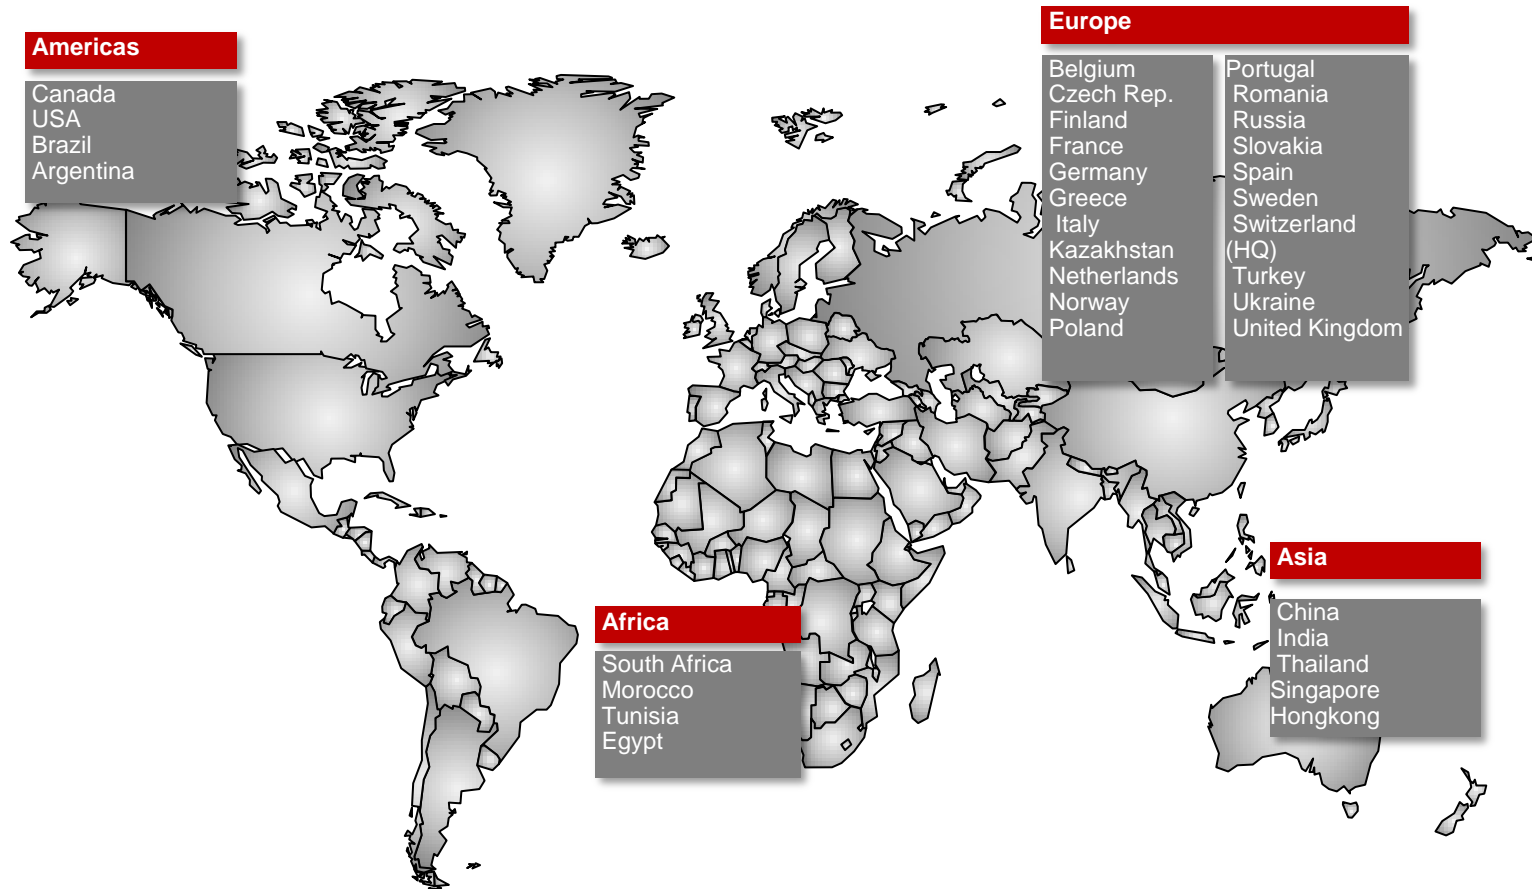 Americas
Canada
USA
Brazil
Argentina
Europe
Belgium
Czech Rep.
Finland
France
Germany
Greece
Italy
Kazakhstan
Netherlands
Norway
Poland
Portugal
Romania
Russia
Slovakia
Spain
Sweden
Switzerland
(HQ)
Turkey
Ukraine
United Kingdom
Africa
South Africa
Morocco
Tunisia
Egypt
Asia
China
India
Thailand
Singapore
Hongkong